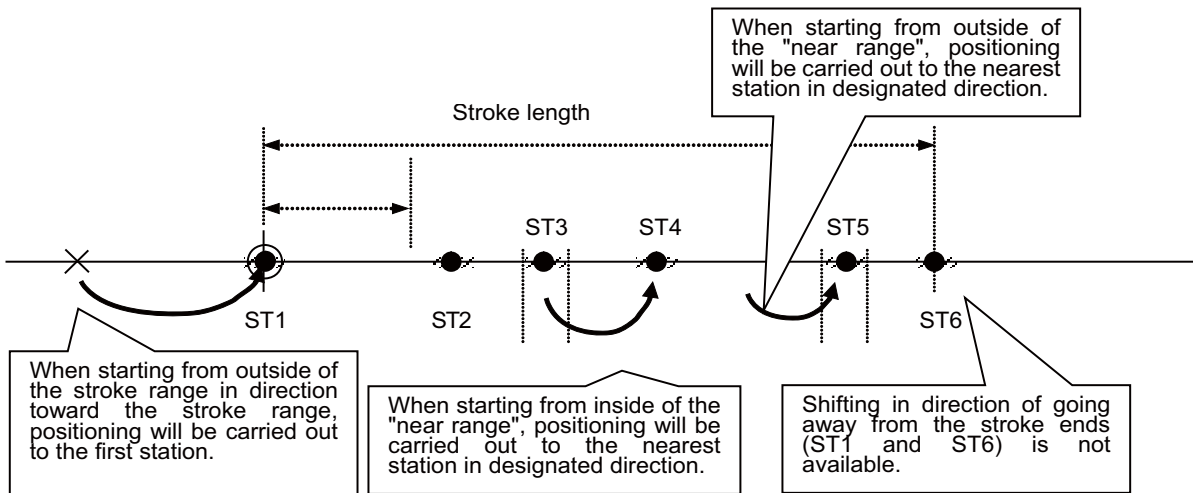 When starting from outside of
the "near range", positioning
will be carried out to the nearest
station in designated direction.
Stroke length
ST3
ST4
ST5
ST1
ST2
ST6
When starting from outside of
the stroke range in direction
toward the stroke range,
positioning will be carried out
to the first station.
When starting from inside of the
"near range", positioning will be
carried out to the nearest
station in designated direction.
Shifting in direction of going
away from the stroke ends
(ST1 and ST6) is not
available.